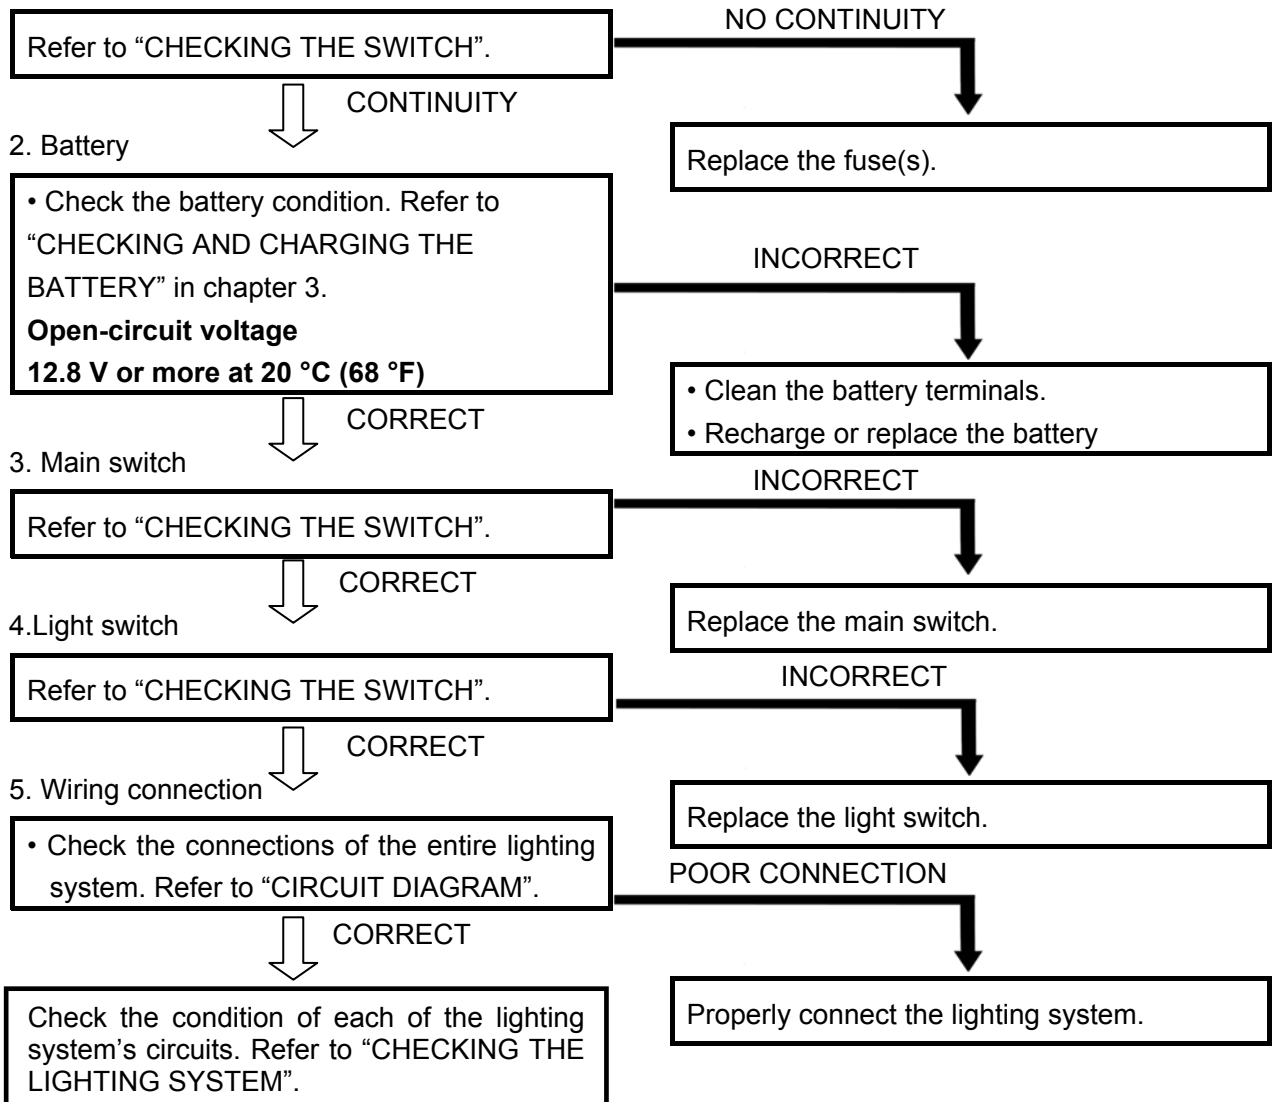 NO CONTINUITY
Refer to “CHECKING THE SWITCH”.
CONTINUITY
Replace the fuse(s).
2. Battery
• Check the battery condition. Refer to
“CHECKING AND CHARGING THE
BATTERY” in chapter 3.
Open-circuit voltage
12.8 V or more at 20 °C (68 °F)
INCORRECT
• Clean the battery terminals.
• Recharge or replace the battery
CORRECT
3. Main switch
INCORRECT
Refer to “CHECKING THE SWITCH”.
CORRECT
Replace the main switch.
4.Light switch
INCORRECT
Refer to “CHECKING THE SWITCH”.
CORRECT
Replace the light switch.
5. Wiring connection
• Check the connections of the entire lighting
system. Refer to “CIRCUIT DIAGRAM”.
POOR CONNECTION
CORRECT
Properly connect the lighting system.
Check the condition of each of the lighting
system’s circuits. Refer to “CHECKING THE
LIGHTING SYSTEM”.